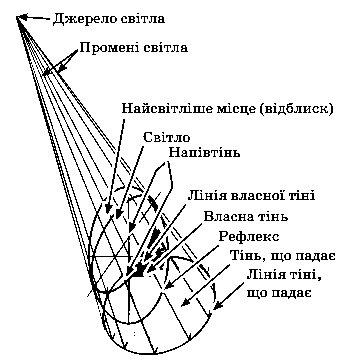 Джерело світла
Промені світла
Найсвітліше місце (відблиск)
Світло
Напівтінь
Лінія власної тіні
Власна тінь
Рефлекс
Тінь, що падає
Лінія тіні,
що падає